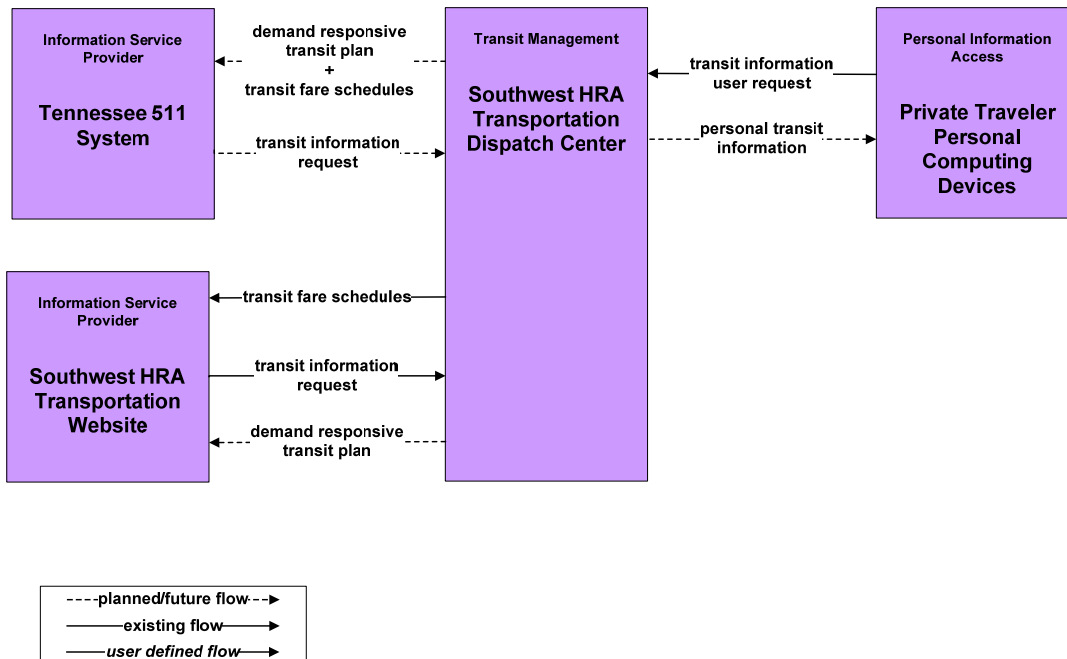 Information Service
Provider
Tennessee 511
System
demand responsive
transit plan
+
transit fare schedules
transit information
request
Transit Management
Southwest HRA
Transportation
Dispatch Center
transit information
user request
personal transit
information
Personal Information
Access
Private Traveler
Personal
Computing
Devices
Information Service
Provider
Southwest HRA
Transportation
Website
transit fare schedules
transit information
request
demand responsive
transit plan
planned/future flow
existing flow
user defined flow